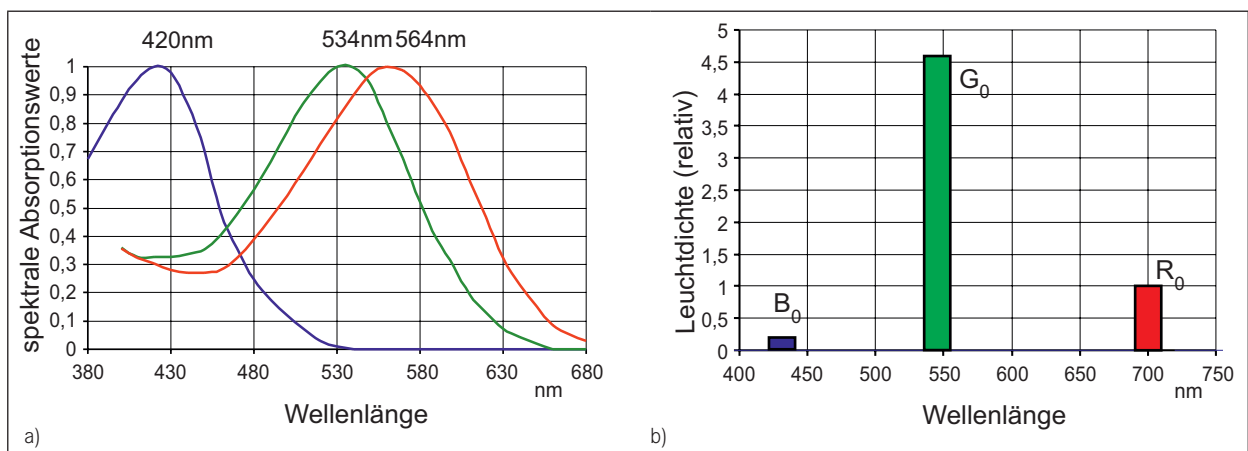 420nm 534nm 564nm
spektrale Absorptionswerte
1
0,9
0,8
0,7
0,6
0,5
0,4
0,3
0,2
0,1
0
380 430 480 530 580 630 680
nm
Wellenlänge
a)
Leuchtdichte (relativ)
5
4,5
4
3,5
3
2,5
2
1,5
1
0,5
0
B0
G0
R0
400 450 500 550 600 650 700 750
nm
Wellenlänge
b)